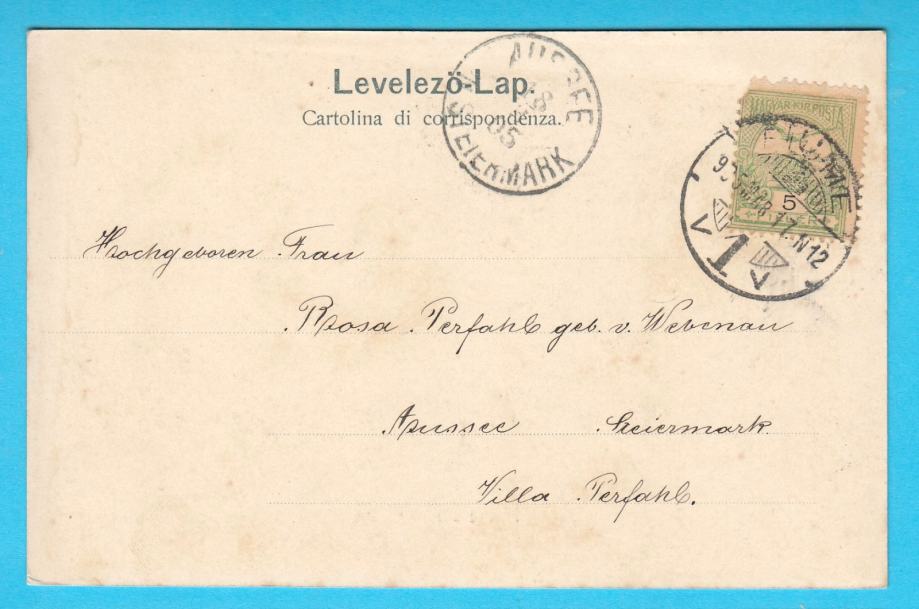 Levelező-Lap.
Cartolina di corrispondenza.
AUSSEE
STEIERMARK
MAGYAR KIR. POSTA
5
FIUME
1
Hochgeboren Frau
Rosa Perfahl geb. v. Webenau
Aussee Steiermark
Villa Perfahl.